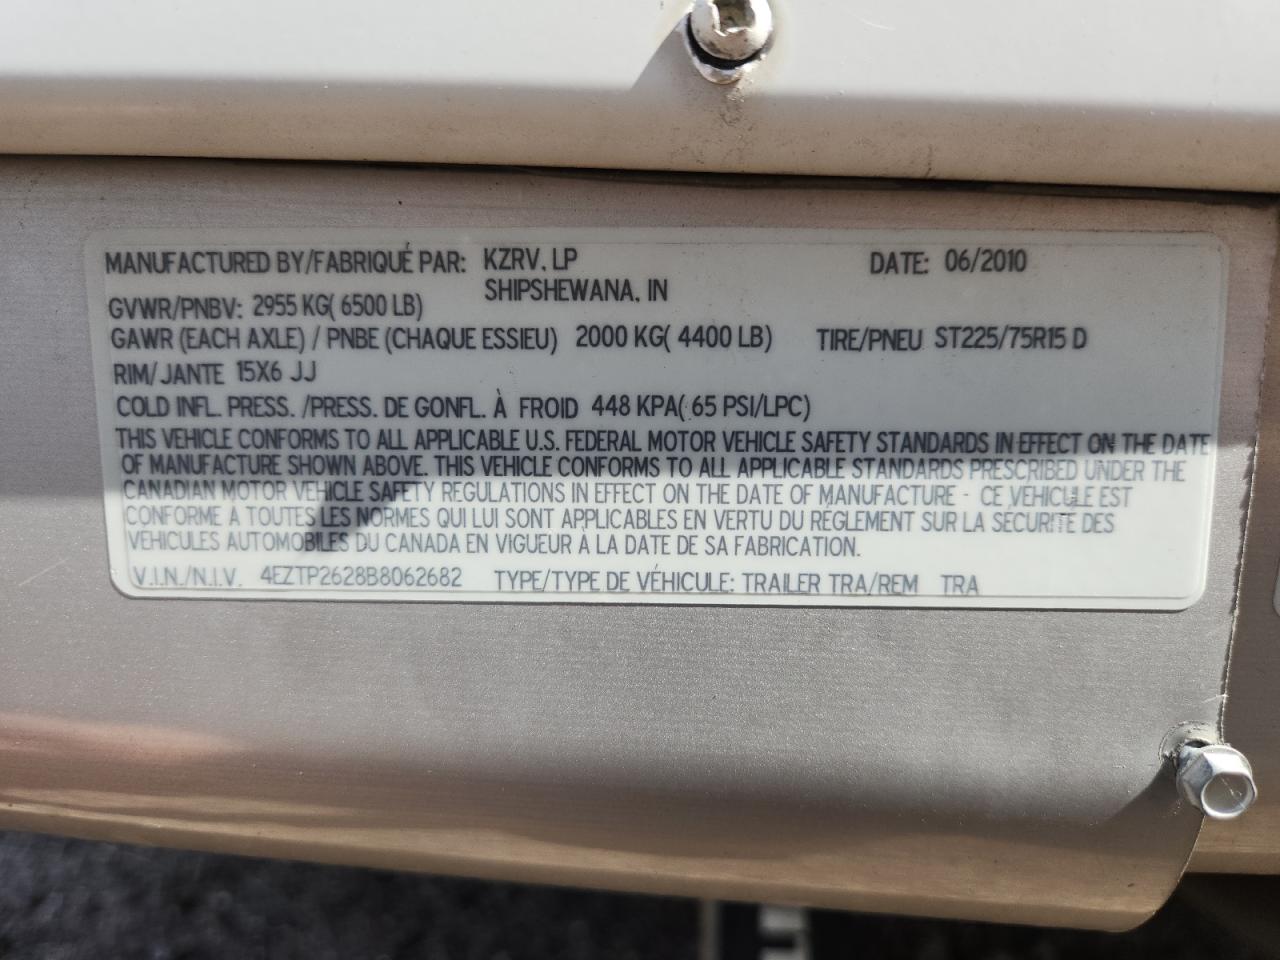 MANUFACTURED BY/FABRIQUÉ PAR: KZRV, LP DATE: 06/2010
SHIPSHEWANA, IN
GVWR/PNBV: 2955 KG( 6500 LB)
GAWR (EACH AXLE) / PNBE (CHAQUE ESSIEU) 2000 KG( 4400 LB) TIRE/PNEU ST225/75R15 D
RIM/JANTE 15X6 JJ
COLD INFL. PRESS. /PRESS. DE GONFL. À FROID 448 KPA( 65 PSI/LPC)
THIS VEHICLE CONFORMS TO ALL APPLICABLE U.S. FEDERAL MOTOR VEHICLE SAFETY STANDARDS IN EFFECT ON THE DATE
OF MANUFACTURE SHOWN ABOVE. THIS VEHICLE CONFORMS TO ALL APPLICABLE STANDARDS PRESCRIBED UNDER THE
CANADIAN MOTOR VEHICLE SAFETY REGULATIONS IN EFFECT ON THE DATE OF MANUFACTURE - CE VEHICULE EST
CONFORME À TOUTES LES NORMES QUI LUI SONT APPLICABLES EN VERTU DU RÈGLEMENT SUR LA SÉCURITÉ DES
VÉHICULES AUTOMOBILES DU CANADA EN VIGUEUR À LA DATE DE SA FABRICATION.
V.I.N./N.I.V. 4EZTP2628B8062682 TYPE/TYPE DE VÉHICULE: TRAILER TRA/REM TRA